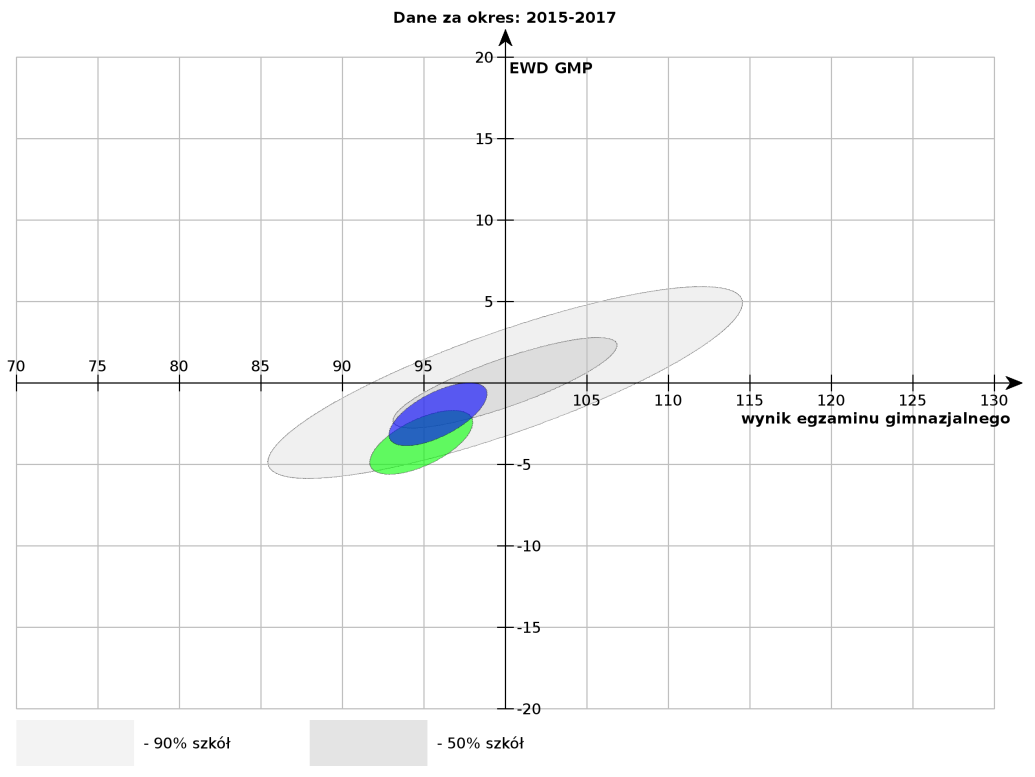 Dane za okres: 2015-2017
20
EWD GMP
15
10
5
70 75 80 85 90 95
105 110 115 120 125 130
wynik egzaminu gimnazjalnego
-5
-10
-15
-20
- 90% szkół - 50% szkół